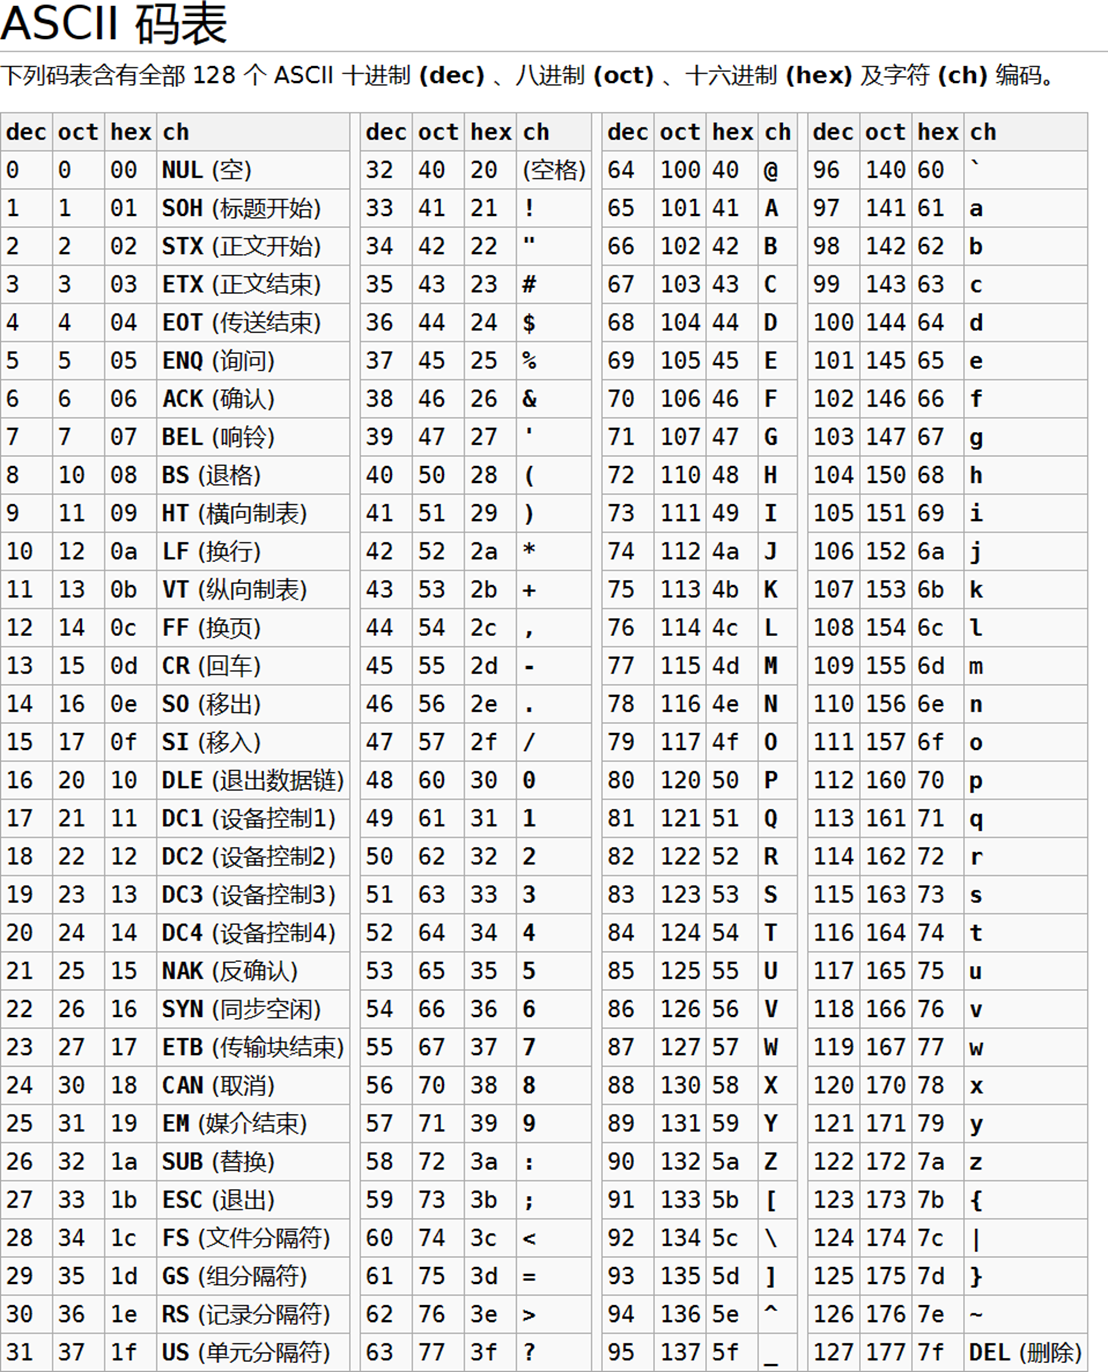 ASCII 码表
下列码表含有全部 128 个 ASCII 十进制 (dec) 、八进制 (oct) 、十六进制 (hex) 及字符 (ch) 编码。
dec oct hex ch dec oct hex ch dec oct hex ch dec oct hex ch
0 0 00 NUL (空) 32 40 20 (空格) 64 100 40 @ 96 140 60 `
1 1 01 SOH (标题开始) 33 41 21 ! 65 101 41 A 97 141 61 a
2 2 02 STX (正文开始) 34 42 22 " 66 102 42 B 98 142 62 b
3 3 03 ETX (正文结束) 35 43 23 # 67 103 43 C 99 143 63 c
4 4 04 EOT (传送结束) 36 44 24 $ 68 104 44 D 100 144 64 d
5 5 05 ENQ (询问) 37 45 25 % 69 105 45 E 101 145 65 e
6 6 06 ACK (确认) 38 46 26 & 70 106 46 F 102 146 66 f
7 7 07 BEL (响铃) 39 47 27 ' 71 107 47 G 103 147 67 g
8 10 08 BS (退格) 40 50 28 ( 72 110 48 H 104 150 68 h
9 11 09 HT (横向制表) 41 51 29 ) 73 111 49 I 105 151 69 i
10 12 0a LF (换行) 42 52 2a * 74 112 4a J 106 152 6a j
11 13 0b VT (纵向制表) 43 53 2b + 75 113 4b K 107 153 6b k
12 14 0c FF (换页) 44 54 2c , 76 114 4c L 108 154 6c l
13 15 0d CR (回车) 45 55 2d - 77 115 4d M 109 155 6d m
14 16 0e SO (移出) 46 56 2e . 78 116 4e N 110 156 6e n
15 17 0f SI (移入) 47 57 2f / 79 117 4f O 111 157 6f o
16 20 10 DLE (退出数据链) 48 60 30 0 80 120 50 P 112 160 70 p
17 21 11 DC1 (设备控制1) 49 61 31 1 81 121 51 Q 113 161 71 q
18 22 12 DC2 (设备控制2) 50 62 32 2 82 122 52 R 114 162 72 r
19 23 13 DC3 (设备控制3) 51 63 33 3 83 123 53 S 115 163 73 s
20 24 14 DC4 (设备控制4) 52 64 34 4 84 124 54 T 116 164 74 t
21 25 15 NAK (反确认) 53 65 35 5 85 125 55 U 117 165 75 u
22 26 16 SYN (同步空闲) 54 66 36 6 86 126 56 V 118 166 76 v
23 27 17 ETB (传输块结束) 55 67 37 7 87 127 57 W 119 167 77 w
24 30 18 CAN (取消) 56 70 38 8 88 130 58 X 120 170 78 x
25 31 19 EM (媒介结束) 57 71 39 9 89 131 59 Y 121 171 79 y
26 32 1a SUB (替换) 58 72 3a : 90 132 5a Z 122 172 7a z
27 33 1b ESC (退出) 59 73 3b ; 91 133 5b [ 123 173 7b {
28 34 1c FS (文件分隔符) 60 74 3c < 92 134 5c \ 124 174 7c |
29 35 1d GS (组分隔符) 61 75 3d = 93 135 5d ] 125 175 7d }
30 36 1e RS (记录分隔符) 62 76 3e > 94 136 5e ^ 126 176 7e ~
31 37 1f US (单元分隔符) 63 77 3f ? 95 137 5f _ 127 177 7f DEL (删除)